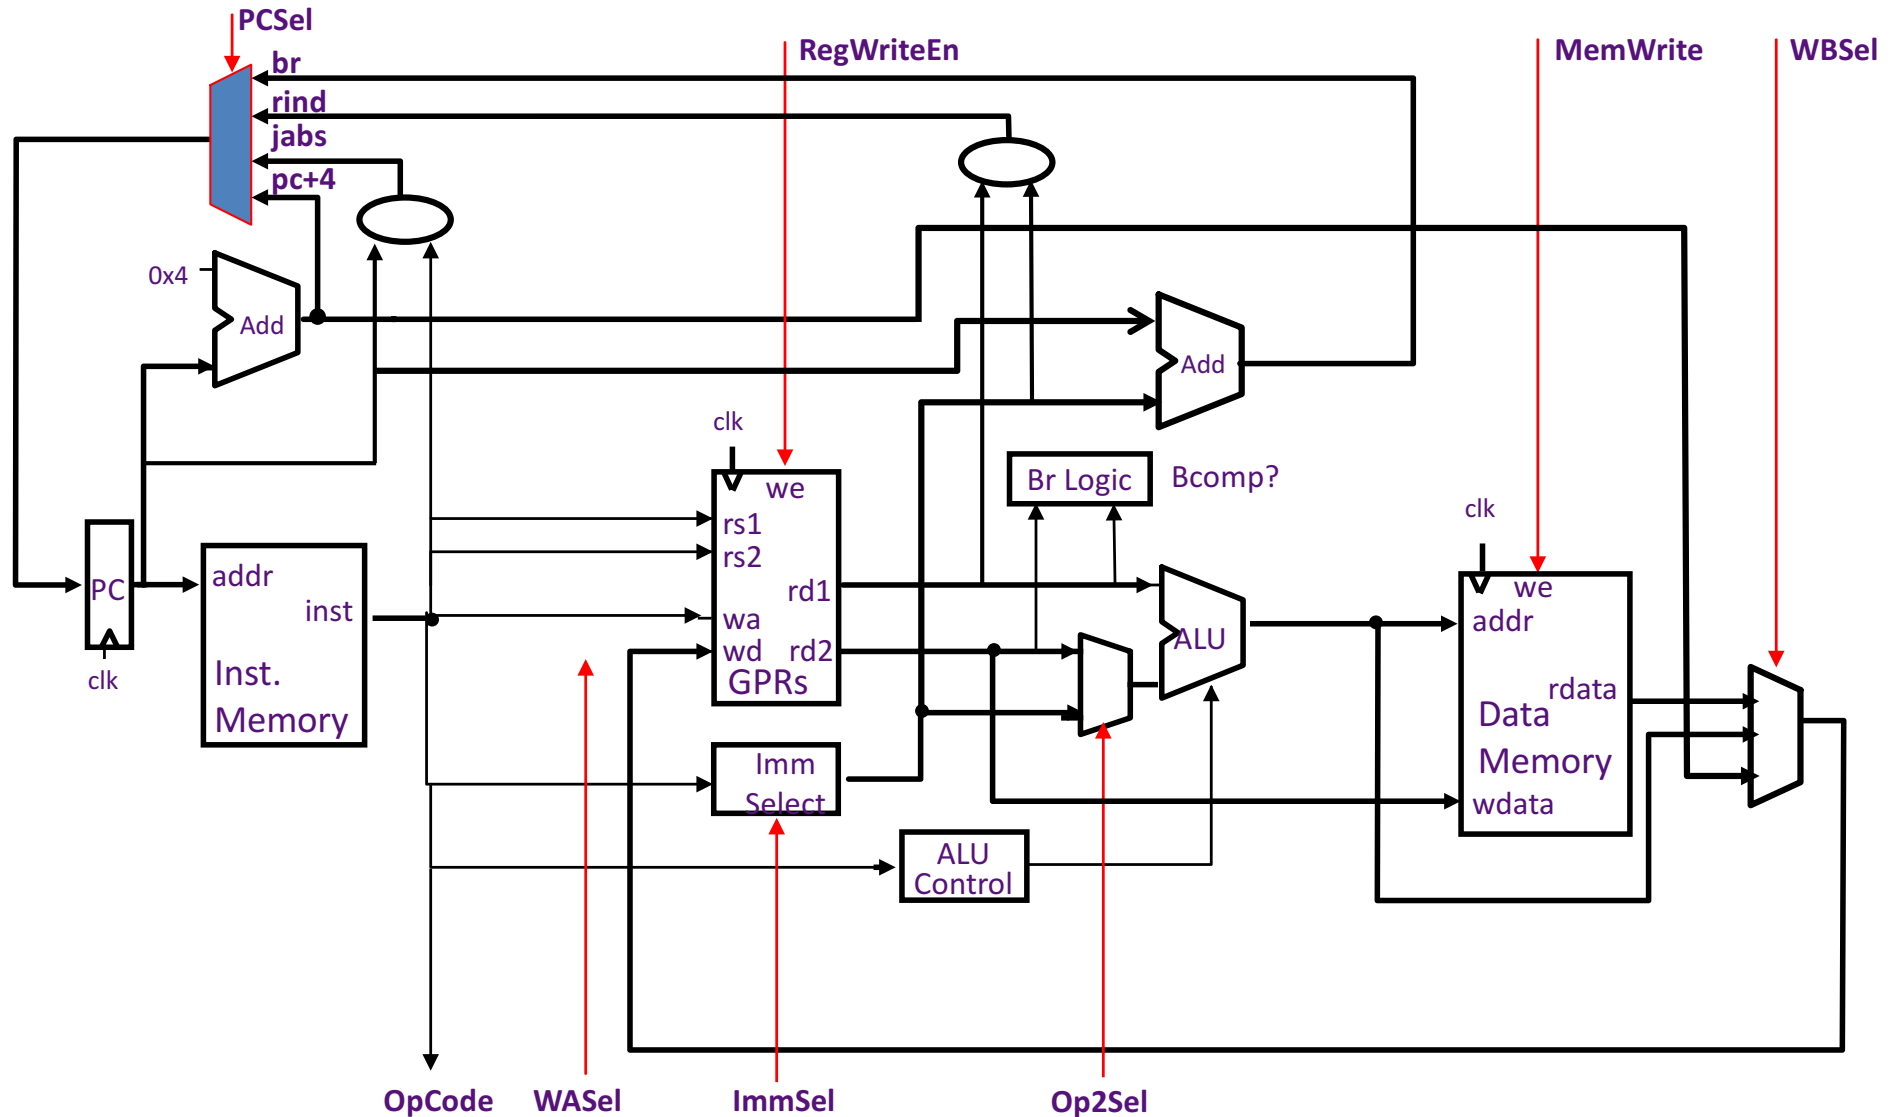 PCSel
RegWriteEn
MemWrite
WBSel
br
rind
jabs
pc+4
0x4
Add
Add
clk
we
rs1
rs2
rd1
wa
wd
rd2
GPRs
Br Logic
Bcomp?
clk
we
addr
rdata
Data
Memory
wdata
PC
clk
addr
inst
Inst.
Memory
ALU
Imm
Select
ALU
Control
OpCode
WASel
ImmSel
Op2Sel